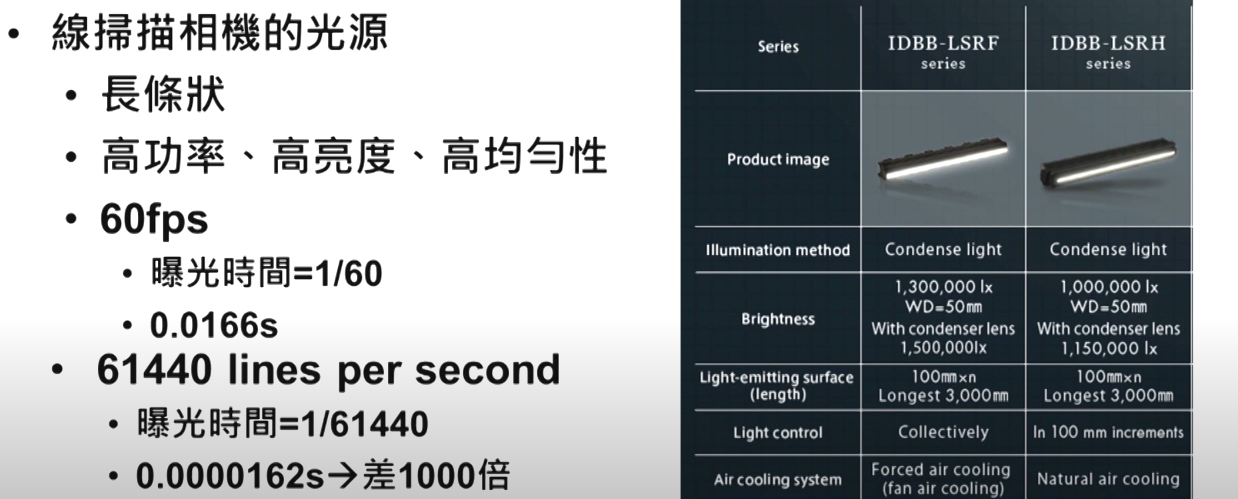 • 線掃描相機的光源
• 長條狀
• 高功率、高亮度、高均勻性
• 60fps
• 曝光時間=1/60
• 0.0166s
• 61440 lines per second
• 曝光時間=1/61440
• 0.0000162s→差1000倍
Series
IDBB-LSRF
series
IDBB-LSRH
series
Product image
Illumination method
Condense light
Condense light
Brightness
1,300,000 lx
WD=50㎜
With condenser lens
1,500,000lx
1,000,000 lx
WD=50㎜
With condenser lens
1,150,000 lx
Light-emitting surface
(length)
100㎜×n
Longest 3,000㎜
100㎜×n
Longest 3,000㎜
Light control
Collectively
In 100 mm increments
Air cooling system
Forced air cooling
(fan air cooling)
Natural air cooling